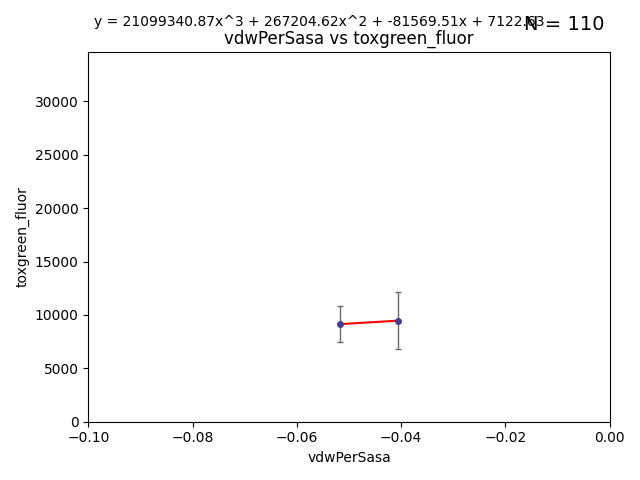 y = 21099340.87x^3 + 267204.62x^2 + -81569.51x + 7122.63
N = 110
vdwPerSasa vs toxgreen_fluor
30000
25000
20000
15000
10000
5000
0
toxgreen_fluor
−0.10 −0.08 −0.06 −0.04 −0.02 0.00
vdwPerSasa